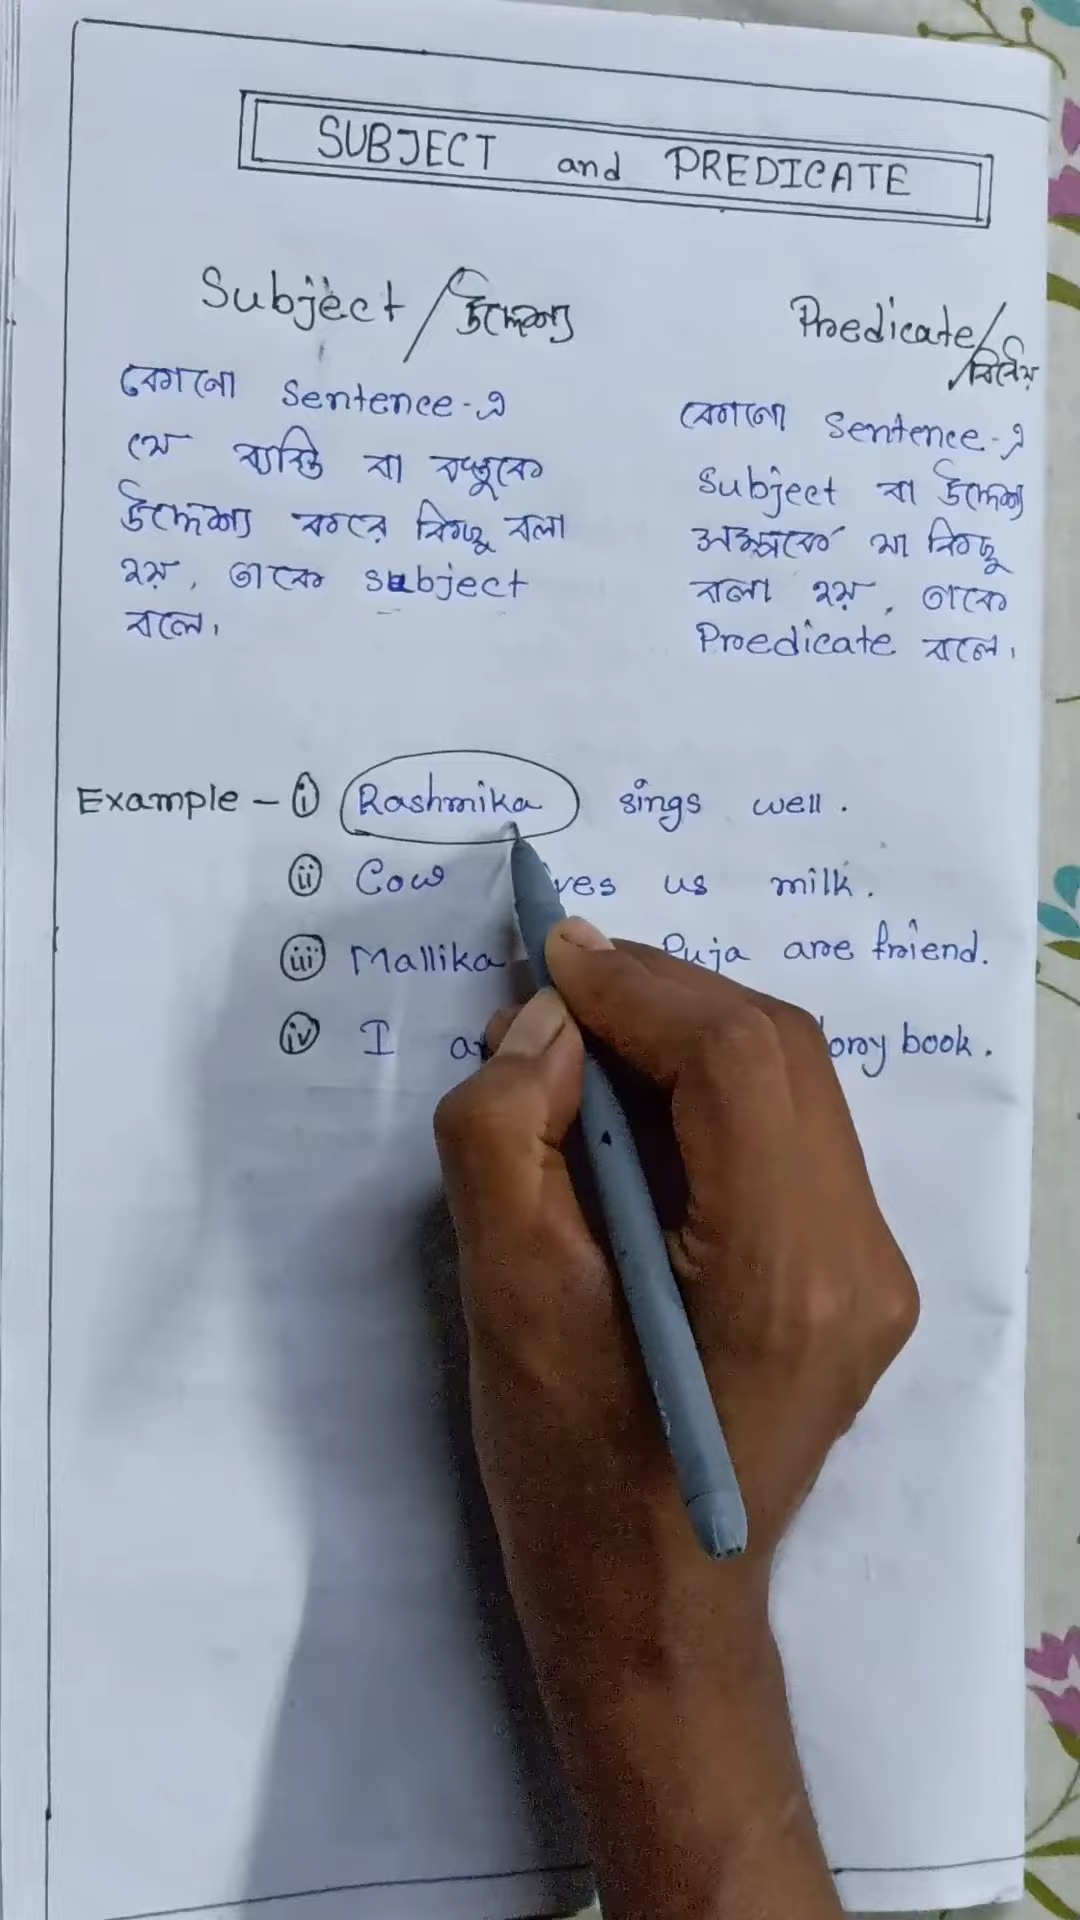 SUBJECT and PREDICATE
Subject / উদ্দেশ্য
কোনো Sentence-এ
যে ব্যক্তি বা বস্তুকে
উদ্দেশ্য করে কিছু বলা
হয়, তাকে subject
বলে।
Predicate / বিধেয়
কোনো Sentence-এ
Subject বা উদ্দেশ্য
সম্পর্কে যা কিছু
বলা হয়, তাকে
Predicate বলে।
Example - (i) Rashmika sings well.
(ii) Cow ves us milk.
(iii) Mallika Puja are friend.
(iv) I book.